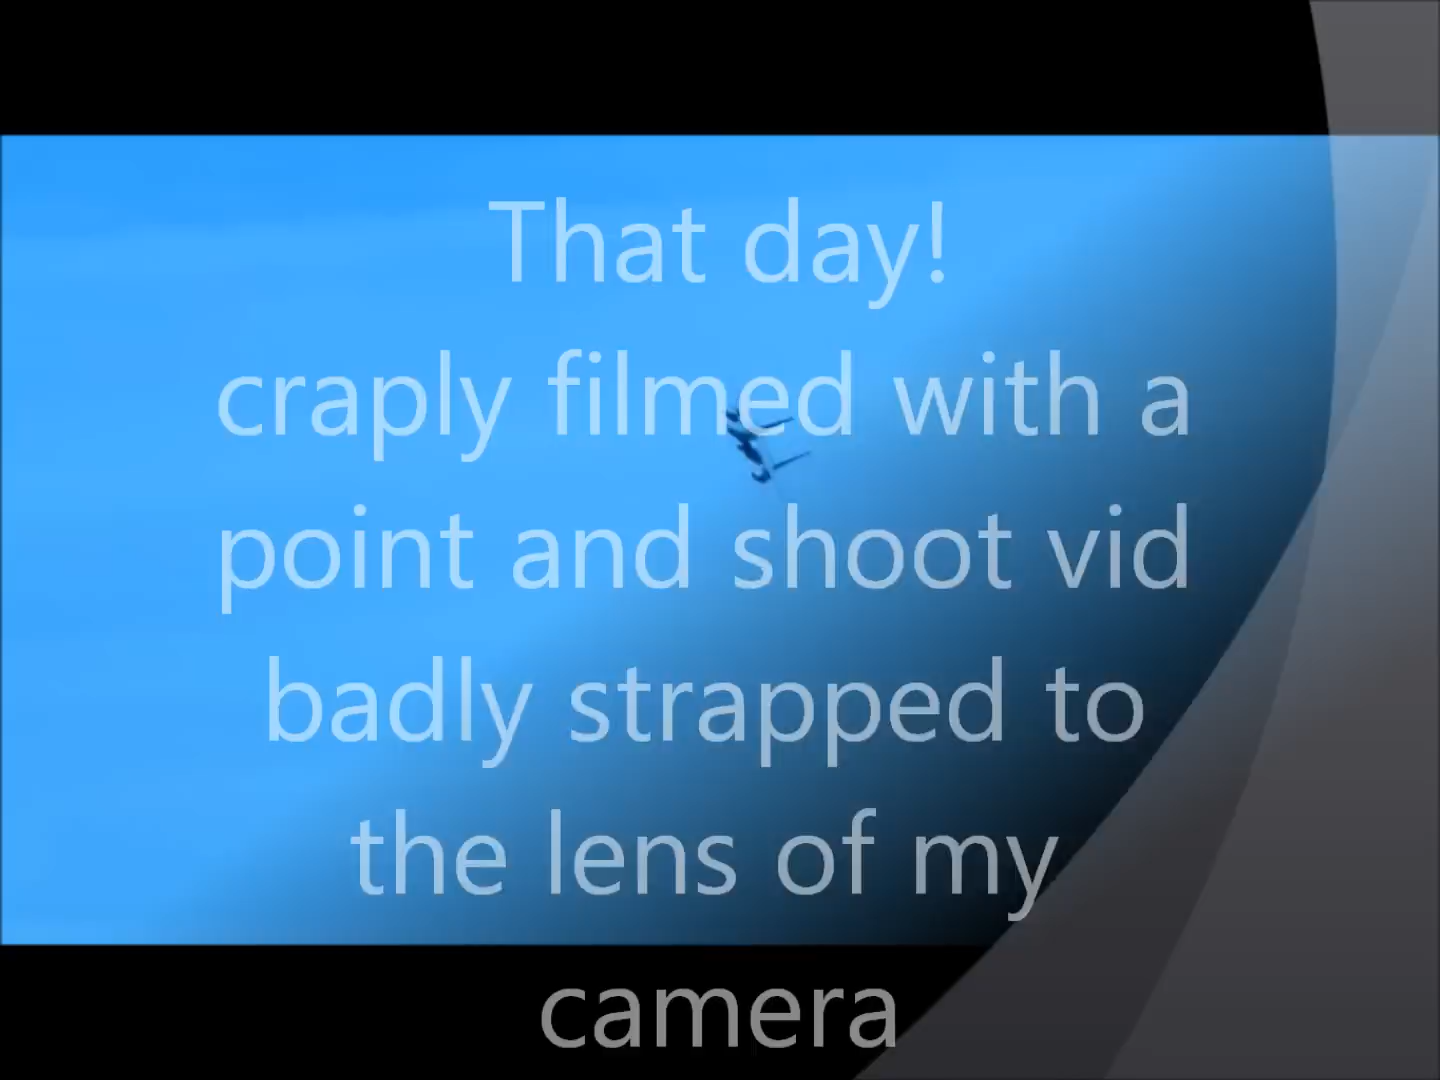 That day!
craply filmed with a
point and shoot vid
badly strapped to
the lens of my
camera